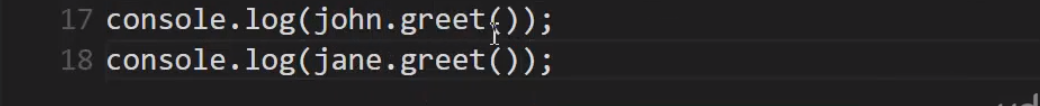 17 console.log(john.greet());
18 console.log(jane.greet());